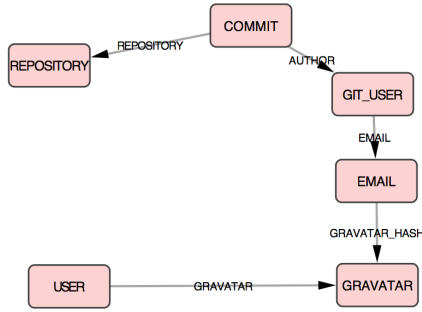 COMMIT
REPOSITORY
REPOSITORY
AUTHOR
GIT_USER
EMAIL
EMAIL
GRAVATAR_HASH
USER
GRAVATAR
GRAVATAR